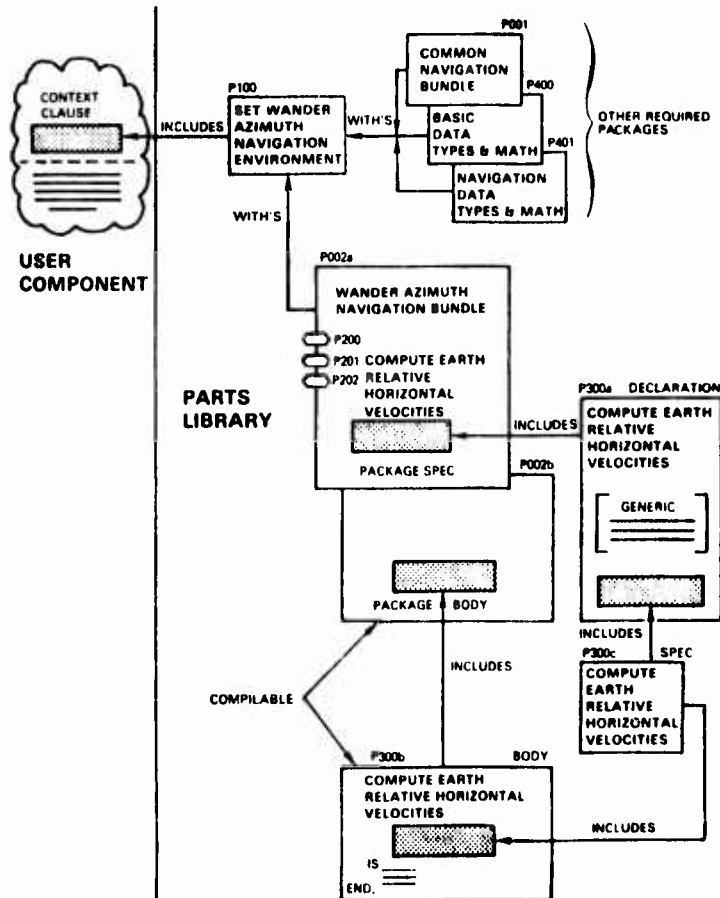 P001
COMMON
NAVIGATION
BUNDLE
P400
BASIC
DATA
TYPES & MATH
P401
NAVIGATION
DATA
TYPES & MATH
OTHER REQUIRED
PACKAGES
CONTEXT
CLAUSE
INCLUDES
P100
SET WANDER
AZIMUTH
NAVIGATION
ENVIRONMENT
WITH'S
WITH'S
USER
COMPONENT
P002a
WANDER AZIMUTH
NAVIGATION BUNDLE
P200
P201 COMPUTE EARTH
P202 RELATIVE
HORIZONTAL
VELOCITIES
PACKAGE SPEC
PARTS
LIBRARY
INCLUDES
P300a DECLARATION
COMPUTE EARTH
RELATIVE
HORIZONTAL
VELOCITIES
GENERIC
P002b
PACKAGE BODY
INCLUDES
P300c SPEC
COMPUTE
EARTH
RELATIVE
HORIZONTAL
VELOCITIES
COMPILABLE
INCLUDES
P300b BODY
COMPUTE EARTH
RELATIVE HORIZONTAL
VELOCITIES
INCLUDES
IS
END,